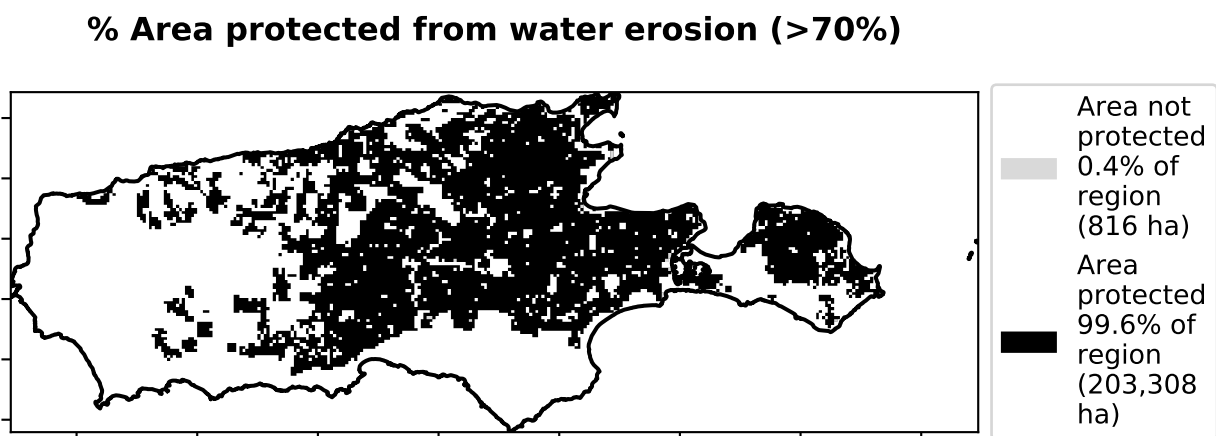 % Area protected from water erosion (>70%)
Area not
protected
0.4% of
region
(816 ha)
Area
protected
99.6% of
region
(203,308
ha)